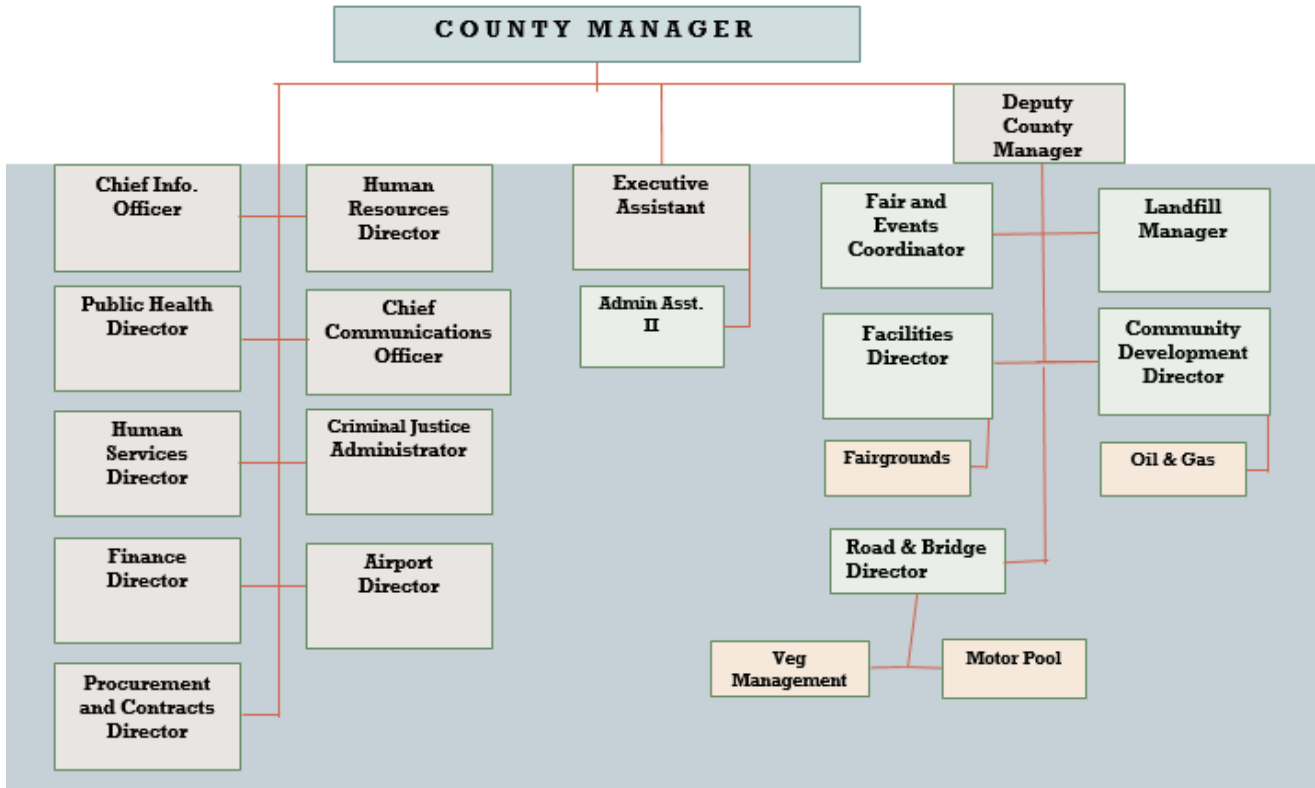 COUNTY MANAGER
Deputy
County
Manager
Chief Info.
Officer
Human
Resources
Director
Executive
Assistant
Fair and
Events
Coordinator
Landfill
Manager
Public Health
Director
Chief
Communications
Officer
Admin Asst.
II
Facilities
Director
Community
Development
Director
Human
Services
Director
Criminal Justice
Administrator
Fairgrounds
Oil & Gas
Finance
Director
Airport
Director
Road & Bridge
Director
Procurement
and Contracts
Director
Veg
Management
Motor Pool